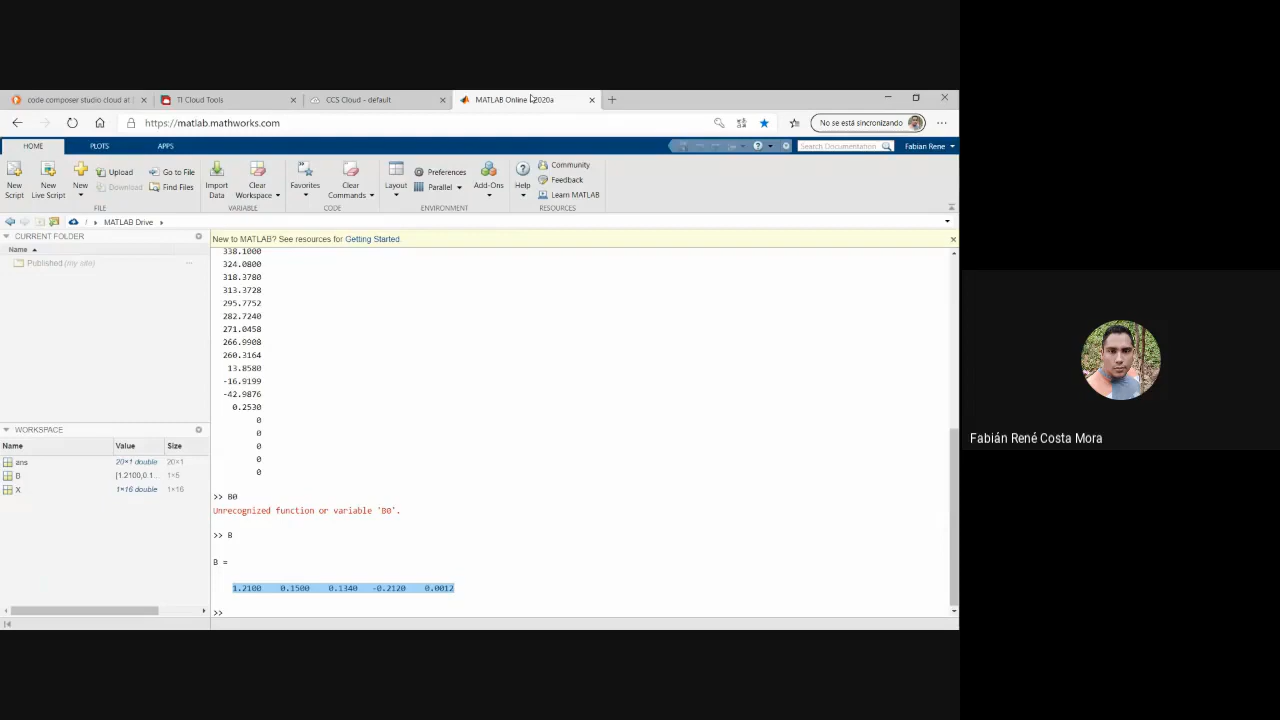 code composer studio cloud at
TI Cloud Tools
CCS Cloud - default
MATLAB Online R2020a
https://matlab.mathworks.com
No se está sincronizando
HOME
PLOTS
APPS
Search Documentation
Fabian Rene
New Script
New Live Script
New
Upload
Download
Go to File
Find Files
Import Data
Clear Workspace
Favorites
Clear Commands
Layout
Preferences
Parallel
Add-Ons
Help
Community
Feedback
Learn MATLAB
FILE
VARIABLE
CODE
ENVIRONMENT
RESOURCES
MATLAB Drive
CURRENT FOLDER
Name
Published (my site)
New to MATLAB? See resources for Getting Started.
338.1000
324.0800
318.3780
313.3728
295.7752
282.7240
271.0458
266.9908
260.3164
13.8580
-16.9199
-42.9876
0.2530
0
0
0
0
0
>> B0
Unrecognized function or variable 'B0'.
>> B
B =
1.2100 0.1500 0.1340 -0.2120 0.0012
>>
WORKSPACE
Name Value Size
ans 20×1 double 20×1
B [1.2100,0.1... 1×5
X 1×16 double 1×16
Fabián René Costa Mora